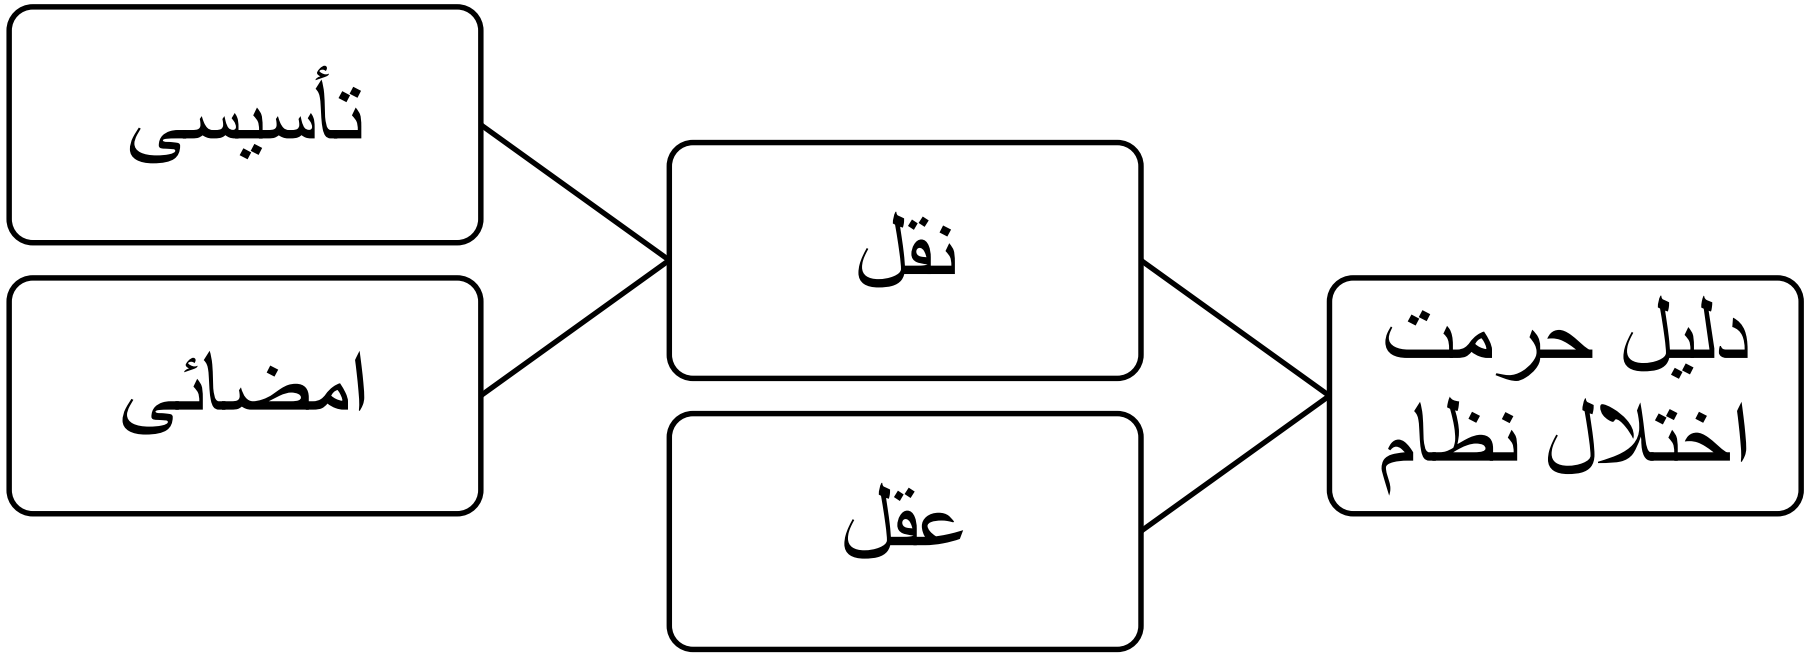 دلیل حرمت
اختلال نظام
نقل
عقل
تأسیسی
امضائی